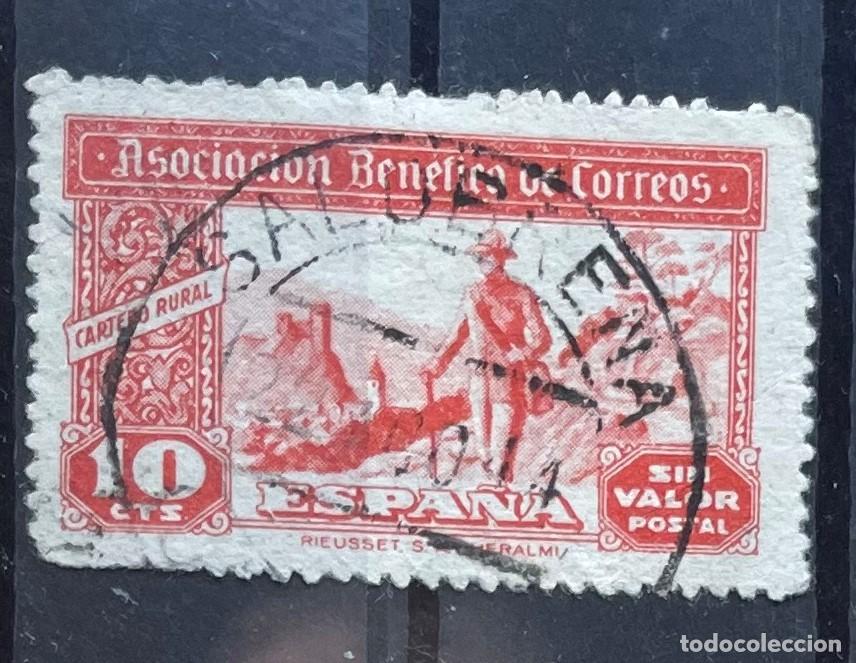 · Asociacion Benefica de Correos ·
CARTERO RURAL
10
CTS
ESPAÑA
SIN
VALOR
POSTAL
RIEUSSET, S.
todocoleccion